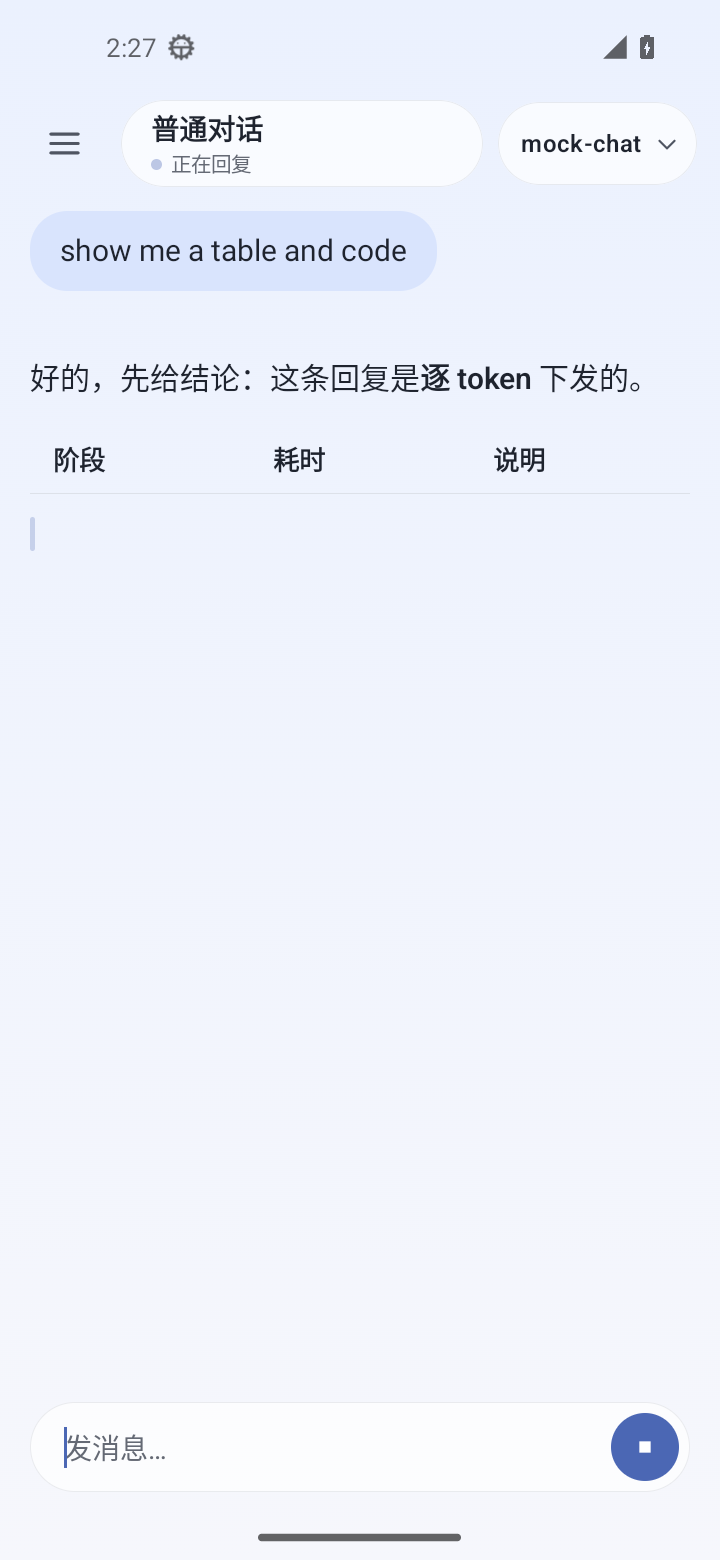 2:27
普通对话
正在回复
mock-chat
show me a table and code
好的，先给结论：这条回复是逐 token 下发的。
阶段 耗时 说明
发消息…